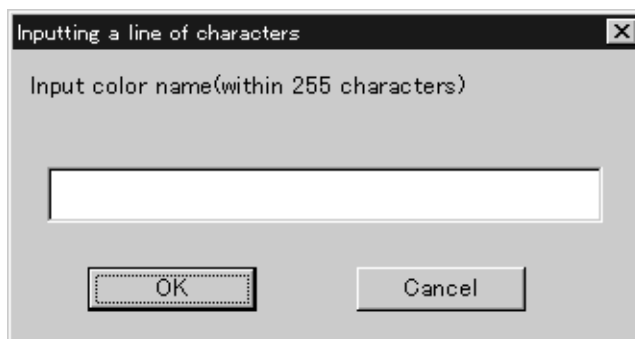 Inputting a line of characters
Input color name(within 255 characters)
OK
Cancel